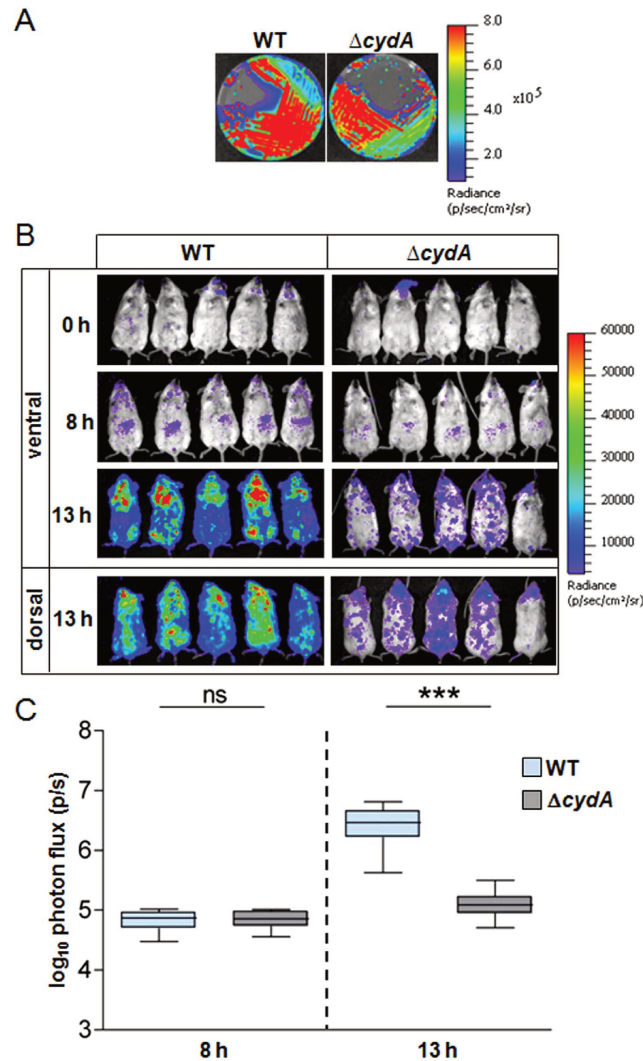 A
WT
ΔcydA
8.0
6.0
4.0
2.0
x10⁵
Radiance
(p/sec/cm²/sr)
B
WT
ΔcydA
ventral
0 h
8 h
13 h
dorsal
13 h
60000
50000
40000
30000
20000
10000
Radiance
(p/sec/cm²/sr)
C
ns
***
WT
ΔcydA
log₁₀ photon flux (p/s)
8
7
6
5
4
3
8 h
13 h